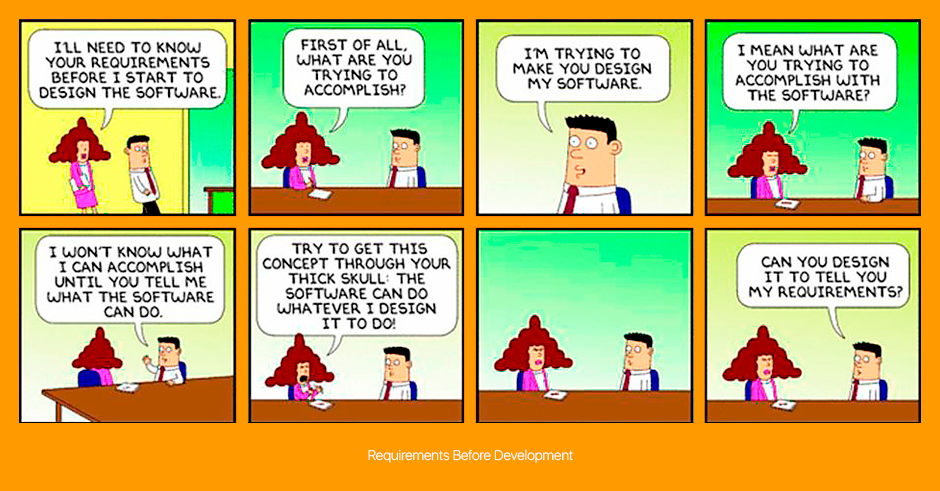 I'LL NEED TO KNOW
YOUR REQUIREMENTS
BEFORE I START TO
DESIGN THE SOFTWARE.
FIRST OF ALL,
WHAT ARE YOU
TRYING TO
ACCOMPLISH?
I'M TRYING TO
MAKE YOU DESIGN
MY SOFTWARE.
I MEAN WHAT ARE
YOU TRYING TO
ACCOMPLISH WITH
THE SOFTWARE?
I WON'T KNOW WHAT
I CAN ACCOMPLISH
UNTIL YOU TELL ME
WHAT THE SOFTWARE
CAN DO.
TRY TO GET THIS
CONCEPT THROUGH YOUR
THICK SKULL: THE
SOFTWARE CAN DO
WHATEVER I DESIGN
IT TO DO!
CAN YOU DESIGN
IT TO TELL YOU
MY REQUIREMENTS?
Requirements Before Development